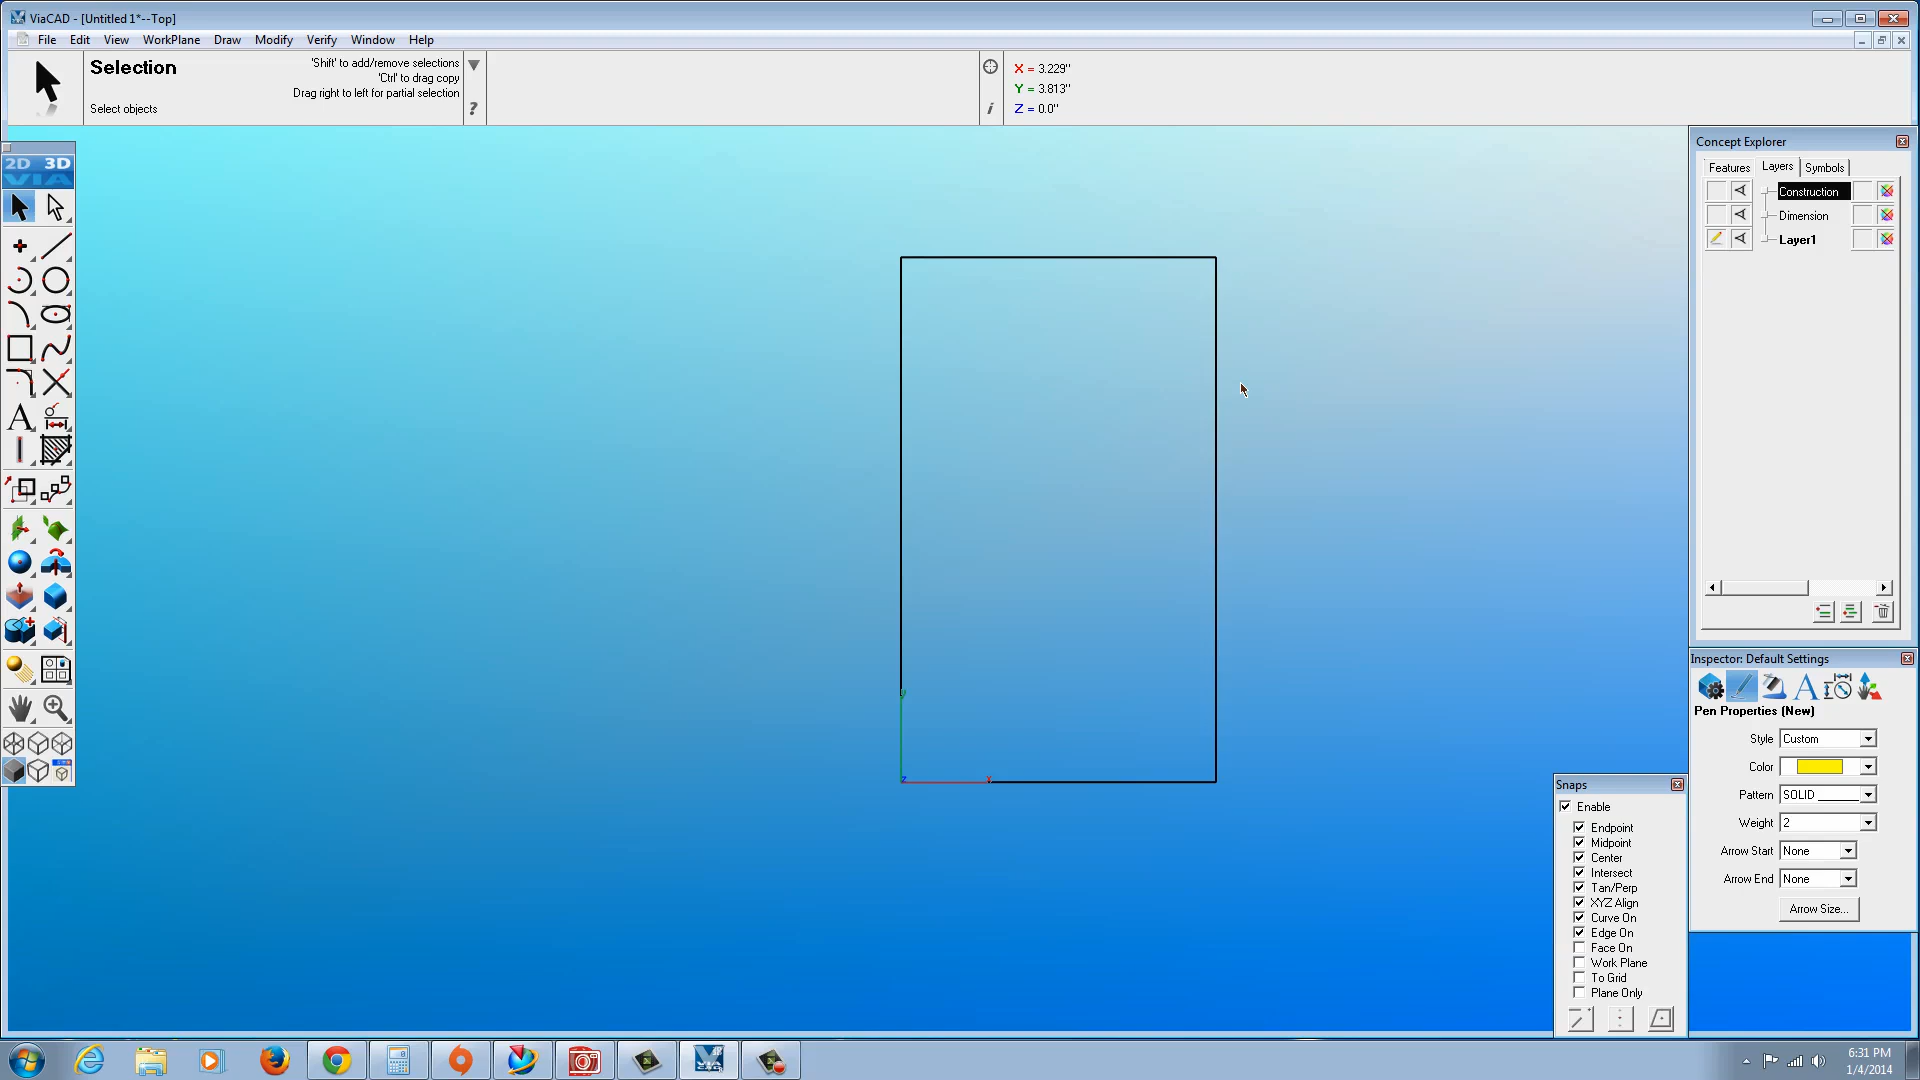 ViaCAD - [Untitled 1*--Top]
File Edit View WorkPlane Draw Modify Verify Window Help
Selection
'Shift' to add/remove selections
'Ctrl' to drag copy
Drag right to left for partial selection
Select objects
?
i
X = 3.229"
Y = 3.813"
Z = 0.0"
2D 3D
VIA
A
y
z
x
Concept Explorer
Features Layers Symbols
Construction
Dimension
Layer1
Inspector: Default Settings
Pen Properties (New)
Style Custom
Color
Pattern SOLID
Weight 2
Arrow Start None
Arrow End None
Arrow Size...
Snaps
Enable
Endpoint
Midpoint
Center
Intersect
Tan/Perp
XYZ Align
Curve On
Edge On
Face On
Work Plane
To Grid
Plane Only
6:31 PM
1/4/2014